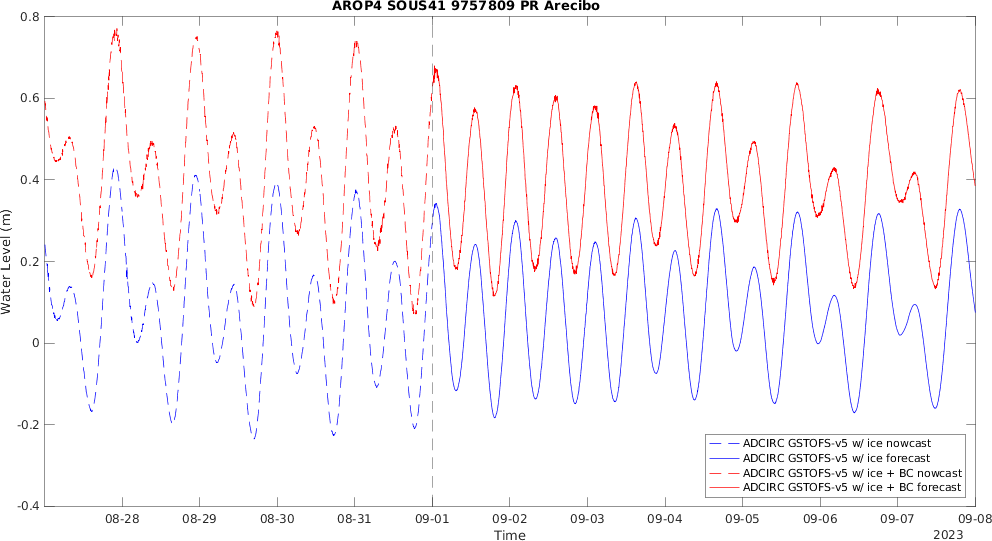 AROP4 SOUS41 9757809 PR Arecibo
Water Level (m)
0.8
0.6
0.4
0.2
0
-0.2
-0.4
ADCIRC GSTOFS-v5 w/ ice nowcast
ADCIRC GSTOFS-v5 w/ ice forecast
ADCIRC GSTOFS-v5 w/ ice + BC nowcast
ADCIRC GSTOFS-v5 w/ ice + BC forecast
08-28 08-29 08-30 08-31 09-01 09-02 09-03 09-04 09-05 09-06 09-07 09-08
Time
2023